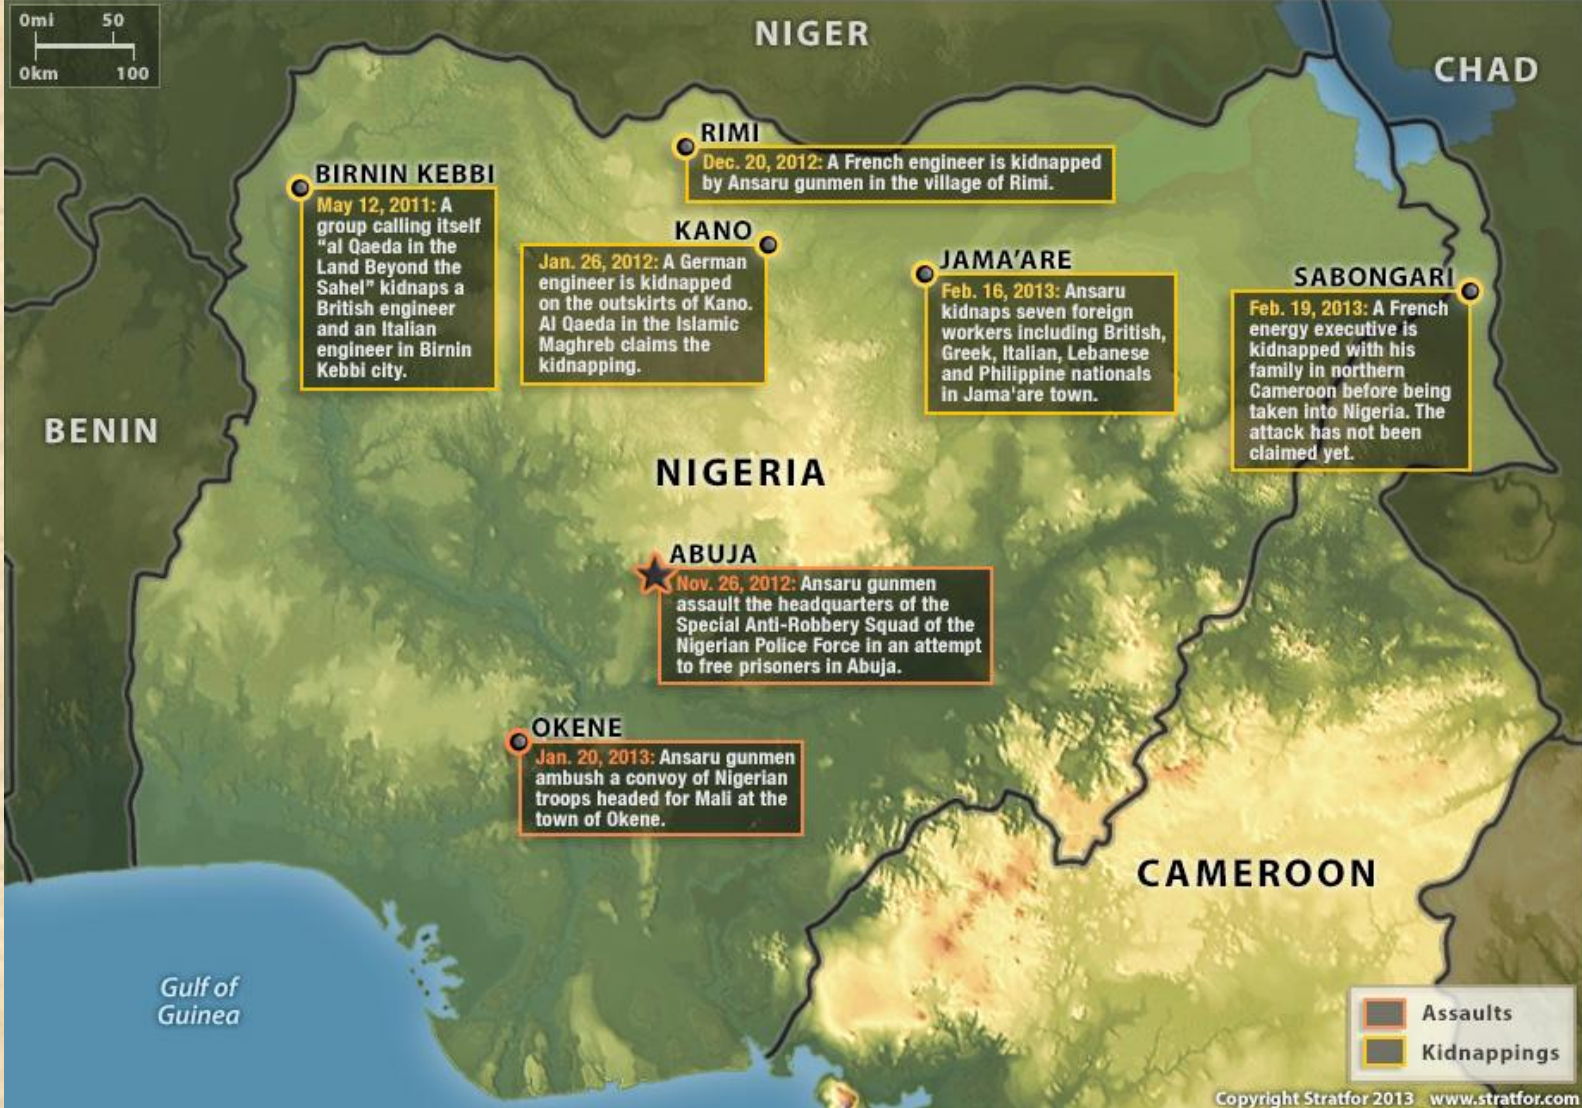 0mi 50
0km 100
NIGER
CHAD
RIMI
Dec. 20, 2012: A French engineer is kidnapped
by Ansaru gunmen in the village of Rimi.
BIRNIN KEBBI
May 12, 2011: A
group calling itself
“al Qaeda in the
Land Beyond the
Sahel” kidnaps a
British engineer
and an Italian
engineer in Birnin
Kebbi city.
KANO
Jan. 26, 2012: A German
engineer is kidnapped
on the outskirts of Kano.
Al Qaeda in the Islamic
Maghreb claims the
kidnapping.
JAMA’ARE
Feb. 16, 2013: Ansaru
kidnaps seven foreign
workers including British,
Greek, Italian, Lebanese
and Philippine nationals
in Jama'are town.
SABONGARI
Feb. 19, 2013: A French
energy executive is
kidnapped with his
family in northern
Cameroon before being
taken into Nigeria. The
attack has not been
claimed yet.
BENIN
NIGERIA
ABUJA
Nov. 26, 2012: Ansaru gunmen
assault the headquarters of the
Special Anti-Robbery Squad of the
Nigerian Police Force in an attempt
to free prisoners in Abuja.
OKENE
Jan. 20, 2013: Ansaru gunmen
ambush a convoy of Nigerian
troops headed for Mali at the
town of Okene.
CAMEROON
Gulf of
Guinea
Assaults
Kidnappings
Copyright Stratfor 2013 www.stratfor.com